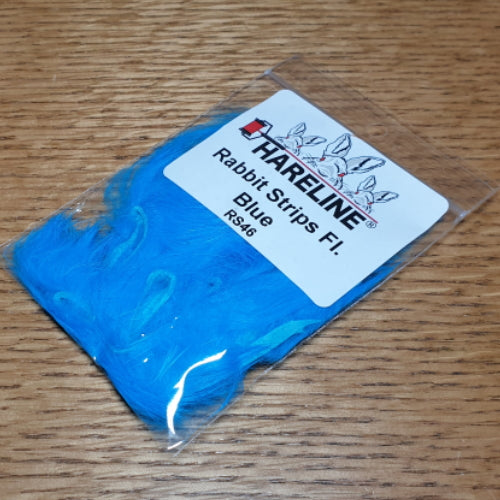 HARELINE®
Rabbit Strips Fl.
Blue
RS46